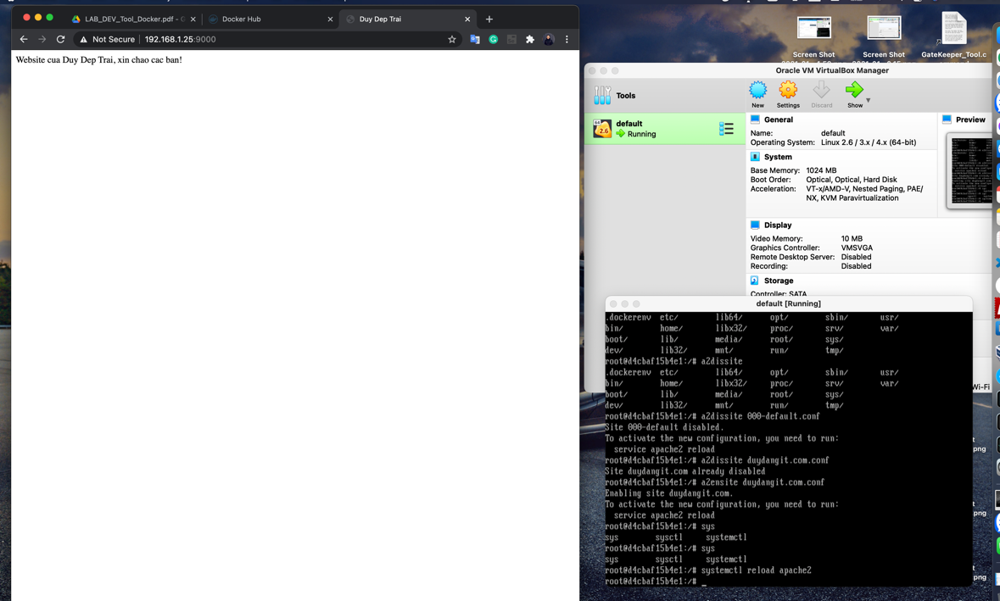 LAB_DEV_Tool_Docker.pdf - G
Docker Hub
Duy Dep Trai
Not Secure
192.168.1.25:9000
Website cua Duy Dep Trai, xin chao cac ban!
Screen Shot
Screen Shot
GateKeeper_Tool.c
Oracle VM VirtualBox Manager
Tools
New
Settings
Discard
Show
default
Running
General
Name: default
Operating System: Linux 2.6 / 3.x / 4.x (64-bit)
Preview
System
Base Memory: 1024 MB
Boot Order: Optical, Optical, Hard Disk
Acceleration: VT-x/AMD-V, Nested Paging, PAE/
NX, KVM Paravirtualization
Display
Video Memory: 10 MB
Graphics Controller: VMSVGA
Remote Desktop Server: Disabled
Recording: Disabled
Storage
Controller: SATA
Wi-Fi
default [Running]
.dockerenv etc/ lib64/ opt/ sbin/ usr/
bin/ home/ libx32/ proc/ srv/ var/
boot/ lib/ media/ root/ sys/
dev/ lib32/ mnt/ run/ tmp/
root@d4cbaf15b4e1:/# a2dissite
.dockerenv etc/ lib64/ opt/ sbin/ usr/
bin/ home/ libx32/ proc/ srv/ var/
boot/ lib/ media/ root/ sys/
dev/ lib32/ mnt/ run/ tmp/
root@d4cbaf15b4e1:/# a2dissite 000-default.conf
Site 000-default disabled.
To activate the new configuration, you need to run:
service apache2 reload
root@d4cbaf15b4e1:/# a2dissite duydangit.com.conf
Site duydangit.com already disabled
root@d4cbaf15b4e1:/# a2ensite duydangit.com.conf
Enabling site duydangit.com.
To activate the new configuration, you need to run:
service apache2 reload
root@d4cbaf15b4e1:/# sys
sys sysctl systemctl
root@d4cbaf15b4e1:/# sys
sys sysctl systemctl
root@d4cbaf15b4e1:/# systemctl reload apache2
root@d4cbaf15b4e1:/# _
png
png
png